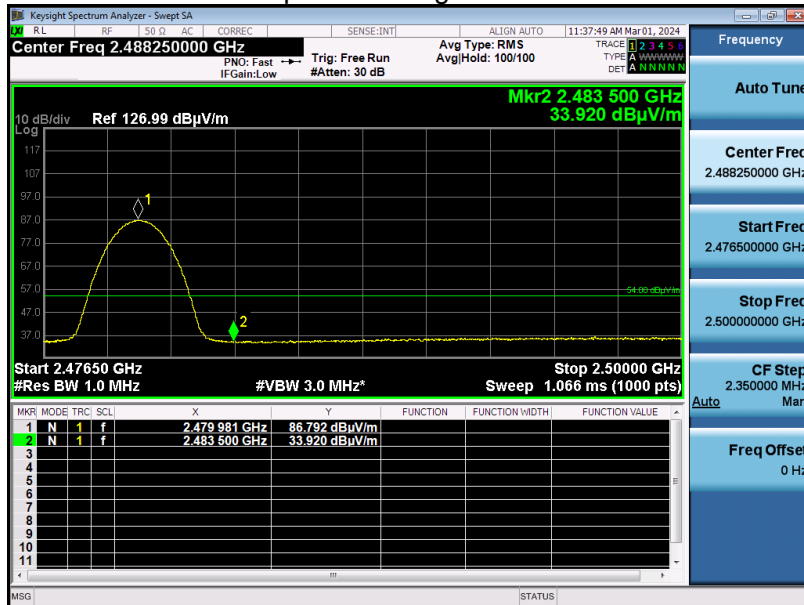 Keysight Spectrum Analyzer - Swept SA
LXI RL RF 50 Ω AC CORREC SENSE:INT ALIGN AUTO 11:37:49 AM Mar 01, 2024
Center Freq 2.488250000 GHz
PNO: Fast
IFGain:Low
Trig: Free Run
#Atten: 30 dB
Avg Type: RMS
Avg|Hold: 100/100
TRACE 1 2 3 4 5 6
TYPE A WWWWW
DET A N N N N N
Mkr2 2.483 500 GHz
33.920 dBµV/m
10 dB/div Ref 126.99 dBµV/m
Log
117
107
97.0
87.0
77.0
67.0
57.0
47.0
37.0
1
2
54.00 dBµV/m
Start 2.47650 GHz Stop 2.50000 GHz
#Res BW 1.0 MHz #VBW 3.0 MHz* Sweep 1.066 ms (1000 pts)
MKR MODE TRC SCL X Y FUNCTION FUNCTION WIDTH FUNCTION VALUE
1 N 1 f 2.479 981 GHz 86.792 dBµV/m
2 N 1 f 2.483 500 GHz 33.920 dBµV/m
3
4
5
6
7
8
9
10
11
MSG STATUS
Frequency
Auto Tune
Center Freq
2.488250000 GHz
Start Freq
2.476500000 GHz
Stop Freq
2.500000000 GHz
CF Step
2.350000 MHz
Auto Man
Freq Offset
0 Hz